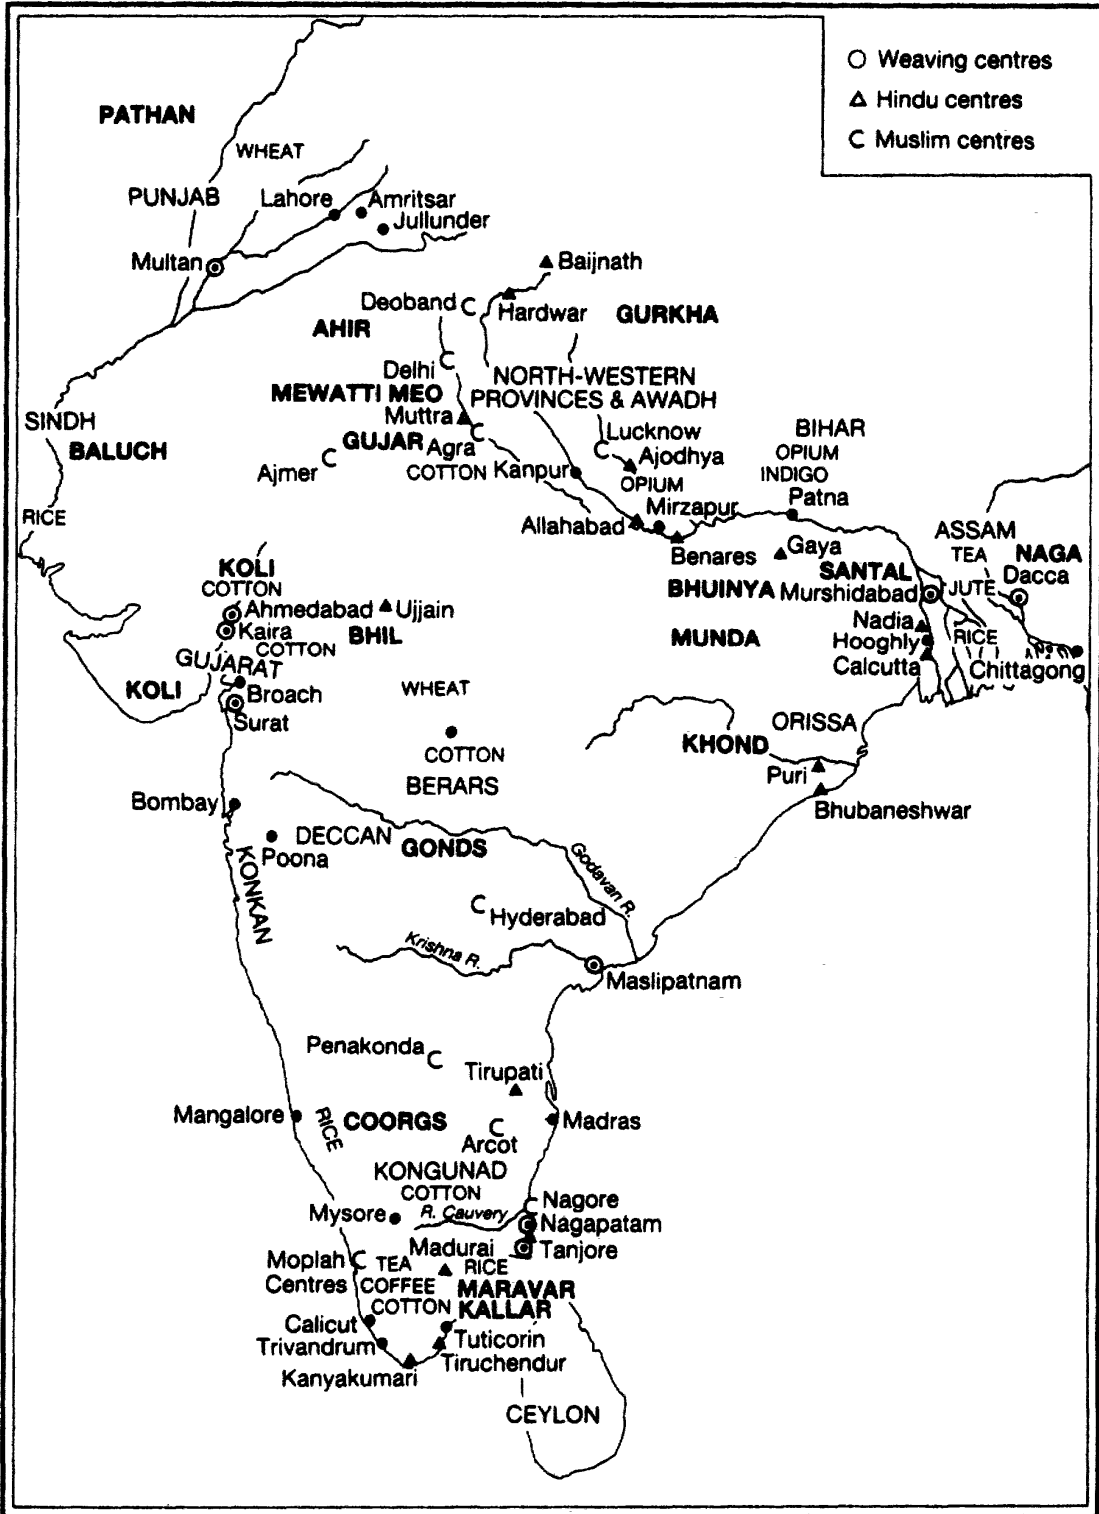 Weaving centres
Hindu centres
Muslim centres
PATHAN
WHEAT
PUNJAB
Lahore
Amritsar
Jullunder
Multan
Baijnath
Deoband
Hardwar
GURKHA
AHIR
Delhi
NORTH-WESTERN
PROVINCES & AWADH
MEWATTI MEO
Muttra
SINDH
BALUCH
GUJAR
Agra
Lucknow
BIHAR
Ajmer
COTTON
Kanpur
Ajodhya
OPIUM
OPIUM
INDIGO
RICE
Mirzapur
Patna
Allahabad
ASSAM
Benares
Gaya
TEA
NAGA
KOLI
SANTAL
Dacca
COTTON
BHUINYA
Murshidabad
JUTE
Ahmedabad
Ujjain
Nadia
Kaira
BHIL
MUNDA
Hooghly
RICE
COTTON
GUJARAT
Calcutta
Chittagong
KOLI
Broach
WHEAT
Surat
ORISSA
COTTON
KHOND
BERARS
Puri
Bombay
Bhubaneshwar
DECCAN
GONDS
Poona
KONKAN
Godavari R.
Hyderabad
Krishna R.
Maslipatnam
Penakonda
Tirupati
Mangalore
RICE
COORGS
Madras
Arcot
KONGUNAD
COTTON
Nagore
Mysore
R. Cauvery
Nagapatam
Madurai
Tanjore
Moplah
Centres
TEA
RICE
COFFEE
MARAVAR
COTTON
KALLAR
Calicut
Tuticorin
Trivandrum
Tiruchendur
Kanyakumari
CEYLON